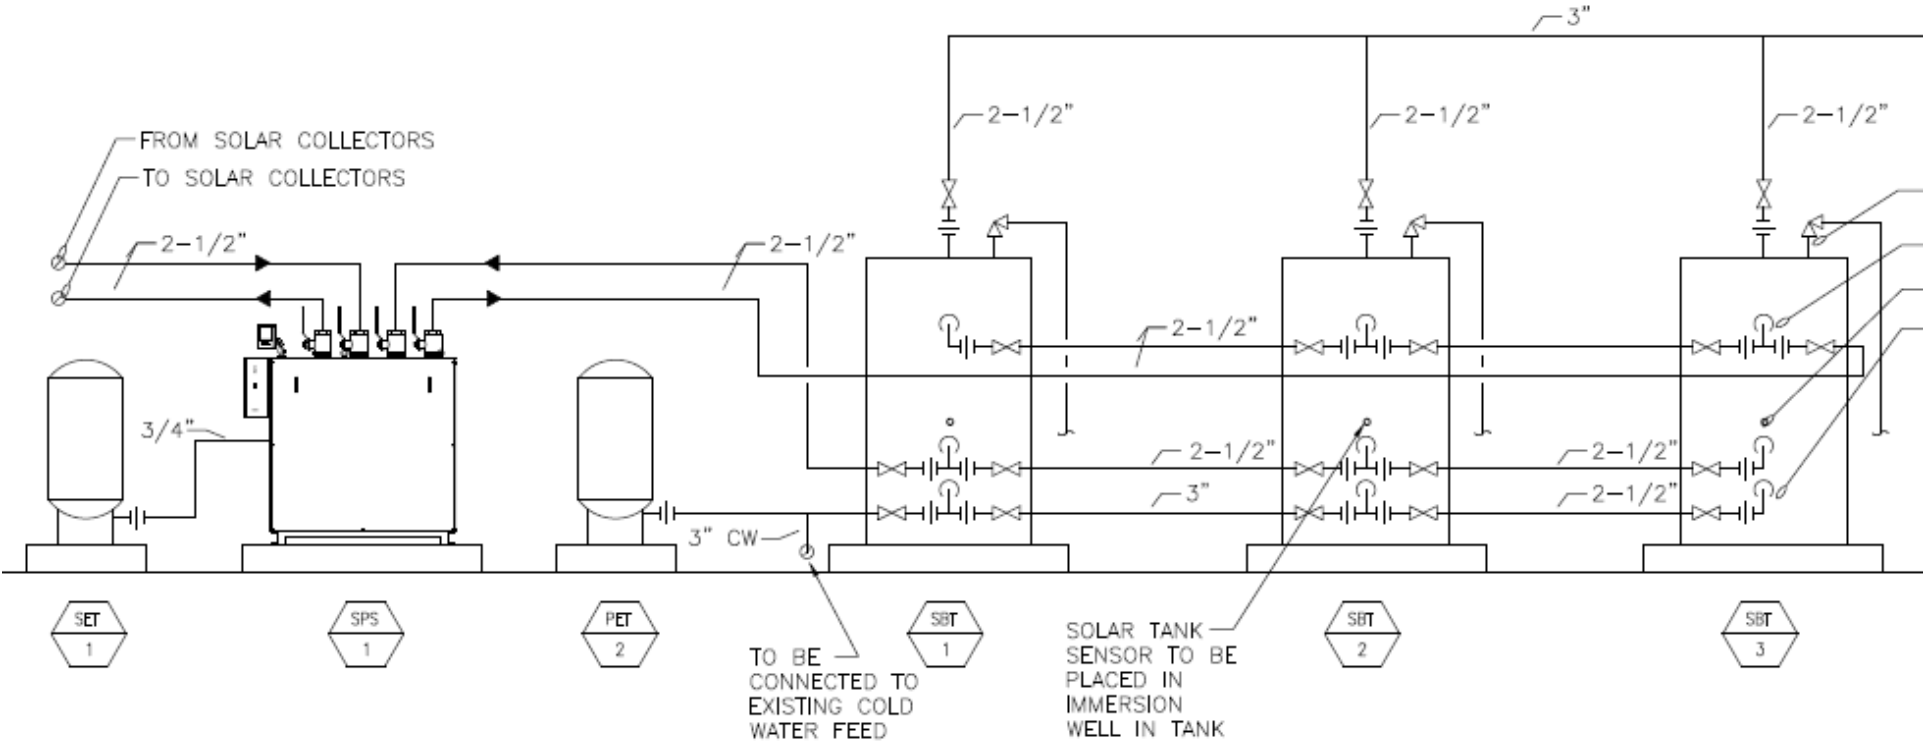 3"
2-1/2"
2-1/2"
2-1/2"
FROM SOLAR COLLECTORS
TO SOLAR COLLECTORS
2-1/2"
2-1/2"
2-1/2"
3/4"
2-1/2"
2-1/2"
3"
2-1/2"
3" CW
SET
1
SPS
1
PET
2
SBT
1
SBT
2
SBT
3
TO BE
CONNECTED TO
EXISTING COLD
WATER FEED
SOLAR TANK
SENSOR TO BE
PLACED IN
IMMERSION
WELL IN TANK